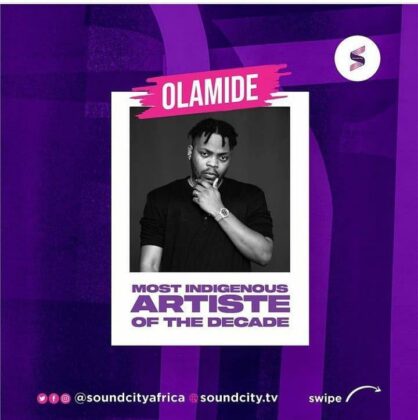 OLAMIDE
MOST INDIGENOUS
ARTISTE
OF THE DECADE
@soundcityafrica soundcity.tv swipe